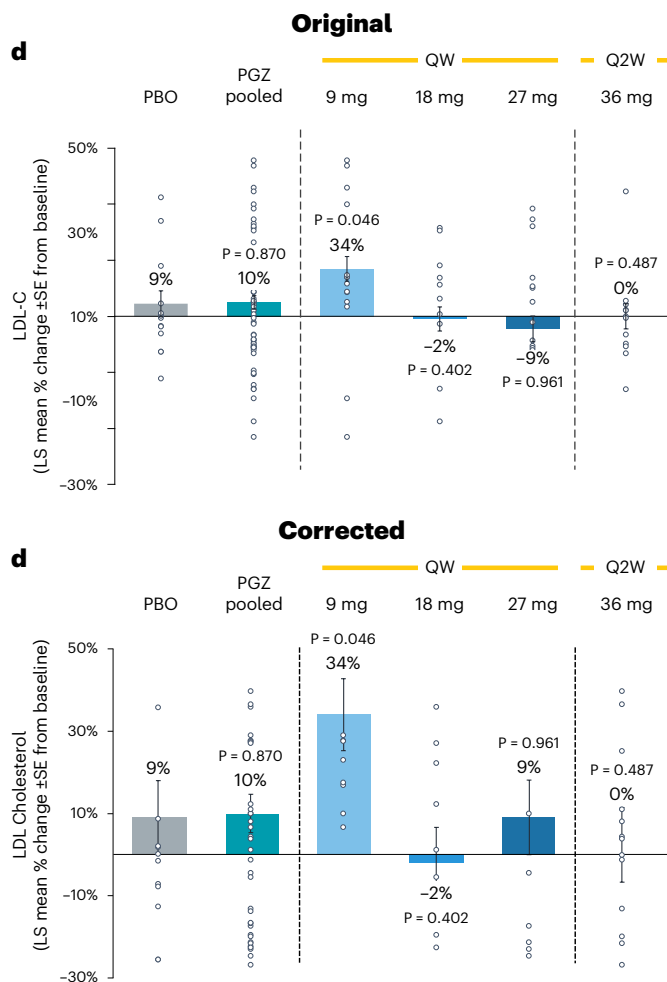 Original
d
QW
Q2W
PBO
PGZ
pooled
9 mg
18 mg
27 mg
36 mg
LDL-C
(LS mean % change ±SE from baseline)
50%
30%
10%
–10%
–30%
9%
P = 0.870
10%
P = 0.046
34%
–2%
P = 0.402
–9%
P = 0.961
P = 0.487
0%
Corrected
d
QW
Q2W
PBO
PGZ
pooled
9 mg
18 mg
27 mg
36 mg
LDL Cholesterol
(LS mean % change ±SE from baseline)
50%
30%
10%
–10%
–30%
9%
P = 0.870
10%
P = 0.046
34%
–2%
P = 0.402
P = 0.961
9%
P = 0.487
0%